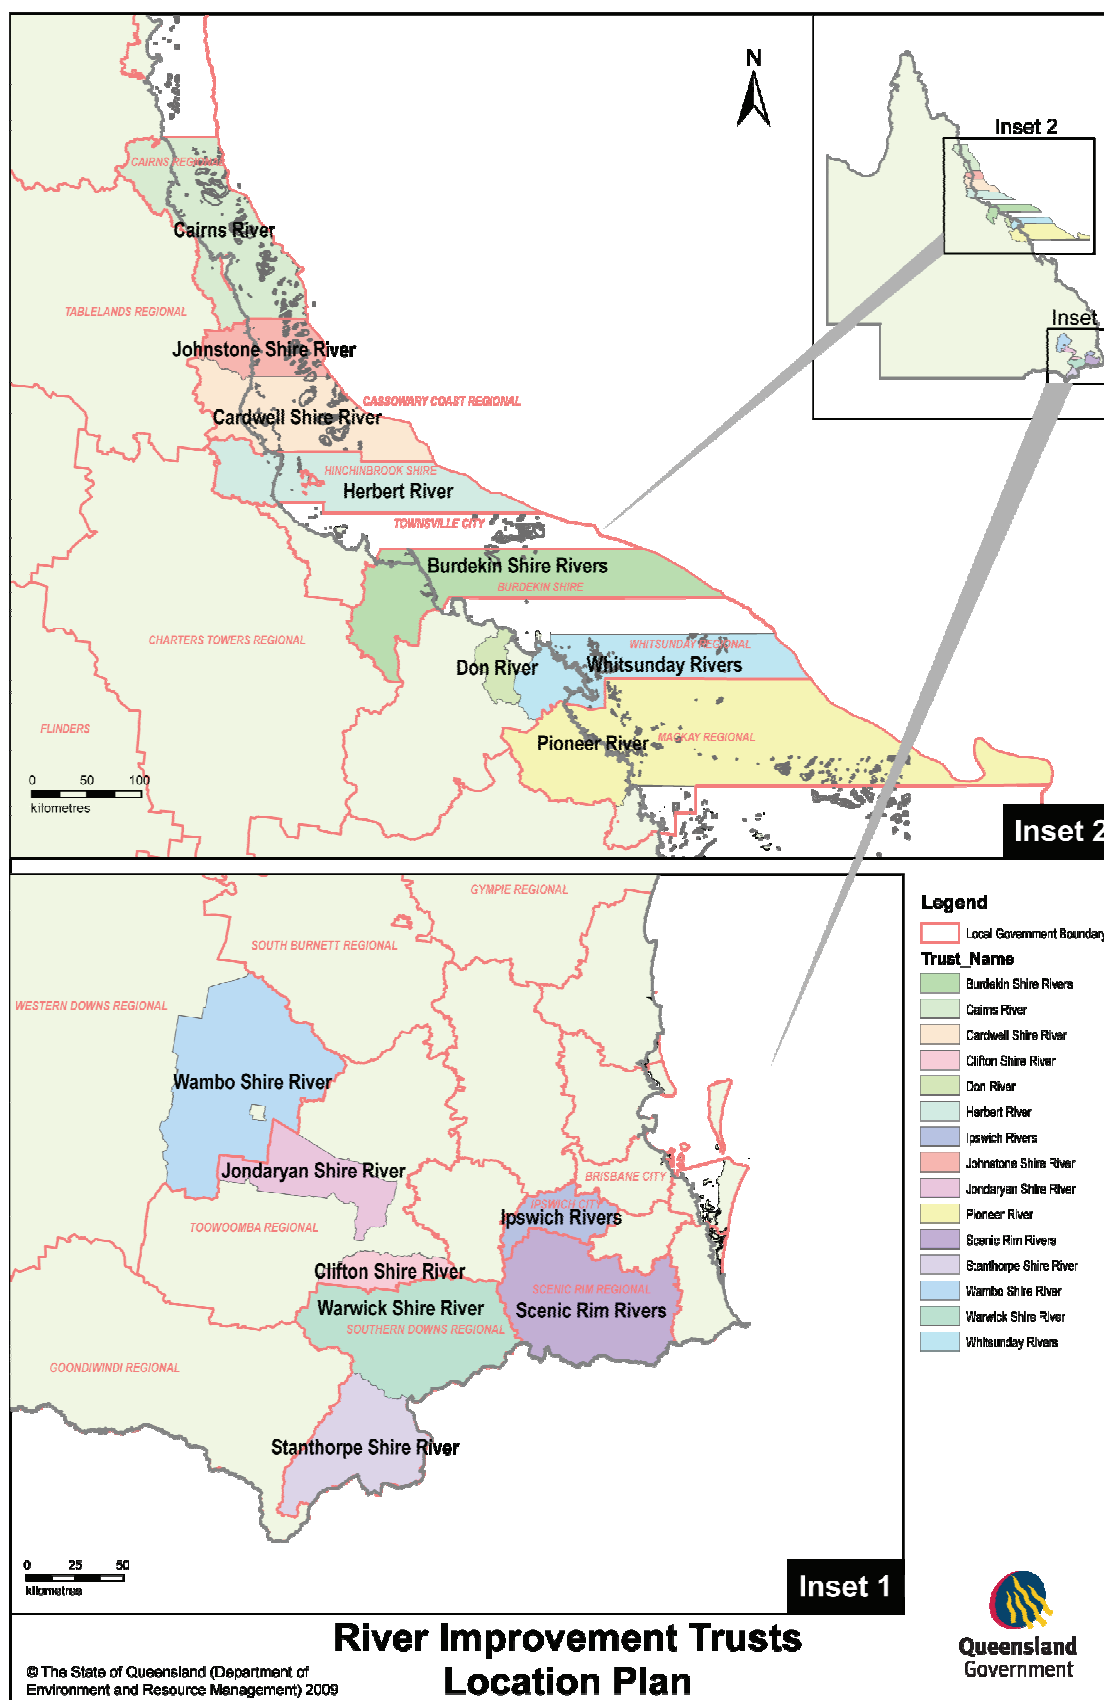 N
Inset 2
Inset
CAIRNS REGIONAL
Cairns River
TABLELANDS REGIONAL
Johnstone Shire River
CASSOWARY COAST REGIONAL
Cardwell Shire River
HINCHINBROOK SHIRE
Herbert River
TOWNSVILLE CITY
Burdekin Shire Rivers
BURDEKIN SHIRE
CHARTERS TOWERS REGIONAL
WHITSUNDAY REGIONAL
Whitsunday Rivers
Don River
FLINDERS
MACKAY REGIONAL
Pioneer River
0 50 100
kilometres
Inset 2
GYMPIE REGIONAL
SOUTH BURNETT REGIONAL
WESTERN DOWNS REGIONAL
Wambo Shire River
Jondaryan Shire River
BRISBANE CITY
IPSWICH CITY
Ipswich Rivers
TOOWOOMBA REGIONAL
Clifton Shire River
SCENIC RIM REGIONAL
Scenic Rim Rivers
Warwick Shire River
SOUTHERN DOWNS REGIONAL
GOONDIWINDI REGIONAL
Stanthorpe Shire River
0 25 50
kilometres
Inset 1
Legend
Local Government Boundary
Trust_Name
Burdekin Shire Rivers
Cairns River
Cardwell Shire River
Clifton Shire River
Don River
Herbert River
Ipswich Rivers
Johnstone Shire River
Jondaryan Shire River
Pioneer River
Scenic Rim Rivers
Stanthorpe Shire River
Wambo Shire River
Warwick Shire River
Whitsunday Rivers
River Improvement Trusts
Location Plan
© The State of Queensland (Department of
Environment and Resource Management) 2009
Queensland
Government